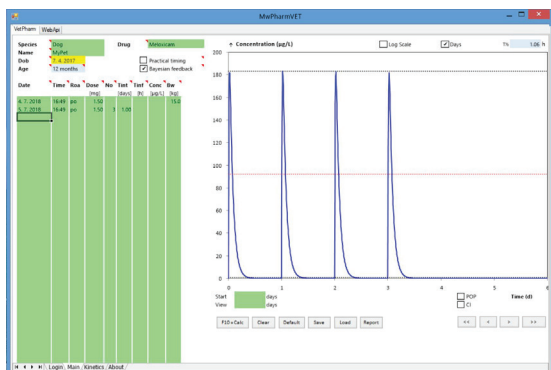 MwPharmVET
VetPharm WebApi
Species Dog Drug Meloxicam
Name MyPet
Dob 7. 4. 2017 Practical timing
Age 12 months Bayesian feedback
Date Time Roa Dose No Tint Tinf Conc Bw
[mg] [days] [h] [µg/L] [kg]
4. 7. 2018 16:49 po 1.50 15.0
5. 7. 2018 16:49 po 1.50 3 1.00
Concentration (µg/L) Log Scale Days 1.06 h
200
180
160
140
120
100
80
60
40
20
0
0 1 2 3 4 5 6
Start days POP Time (d)
View days CI
F10=Calc Clear Default Save Load Report << < > >>
Login Main Kinetics About